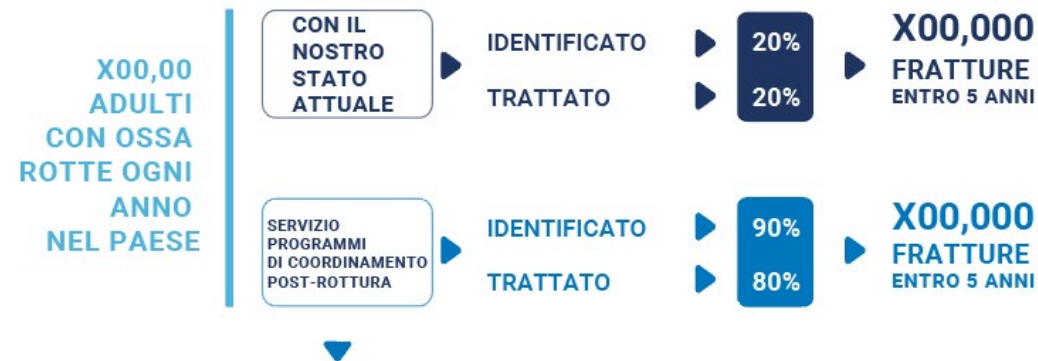 X00,00
ADULTI
CON OSSA
ROTTE OGNI
ANNO
NEL PAESE
CON IL
NOSTRO
STATO
ATTUALE
IDENTIFICATO
20%
TRATTATO
20%
X00,000
FRATTURE
ENTRO 5 ANNI
SERVIZIO
PROGRAMMI
DI COORDINAMENTO
POST-ROTTURA
IDENTIFICATO
90%
TRATTATO
80%
X00,000
FRATTURE
ENTRO 5 ANNI